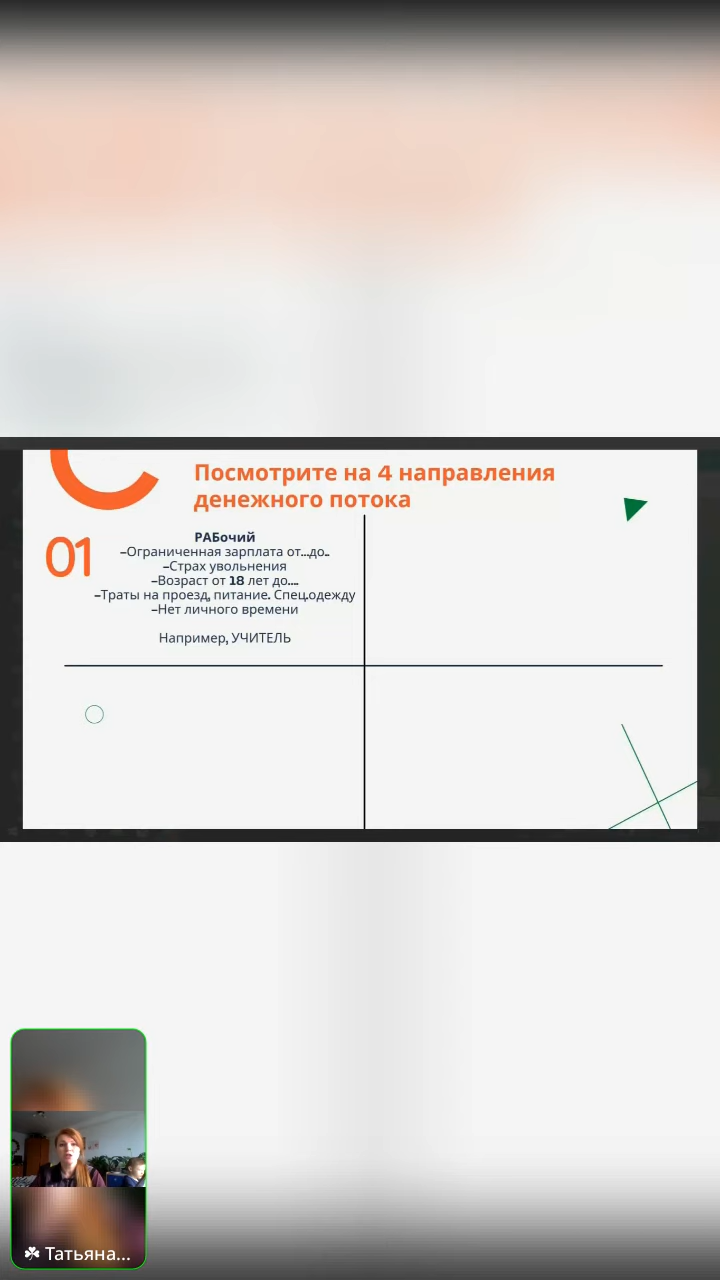 Посмотрите на 4 направления
денежного потока
01
РАБочий
–Ограниченная зарплата от...до..
–Страх увольнения
–Возраст от 18 лет до....
–Траты на проезд, питание. Спец.одежду
–Нет личного времени
Например, УЧИТЕЛЬ
☘ Татьяна...